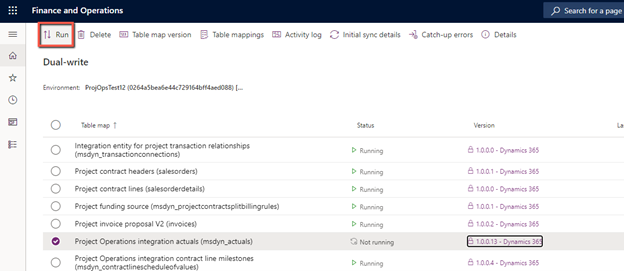 Finance and Operations
Search for a page
Run Delete Table map version Table mappings Activity log Initial sync details Catch-up errors Details
Dual-write
Environment: ProjOpsTest12 (0264a5bea6e44c729164bff4aed088) [...
Table map ↑ Status Version La
Integration entity for project transaction relationships
(msdyn_transactionconnections) Running 1.0.0.0 - Dynamics 365
Project contract headers (salesorders) Running 1.0.0.1 - Dynamics 365
Project contract lines (salesorderdetails) Running 1.0.0.0 - Dynamics 365
Project funding source (msdyn_projectcontractsplitbillingrules) Running 1.0.0.1 - Dynamics 365
Project invoice proposal V2 (invoices) Running 1.0.0.2 - Dynamics 365
Project Operations integration actuals (msdyn_actuals) Not running 1.0.0.13 - Dynamics 365
Project Operations integration contract line milestones
(msdyn_contractlinescheduleofvalues) Running 1.0.0.4 - Dynamics 365